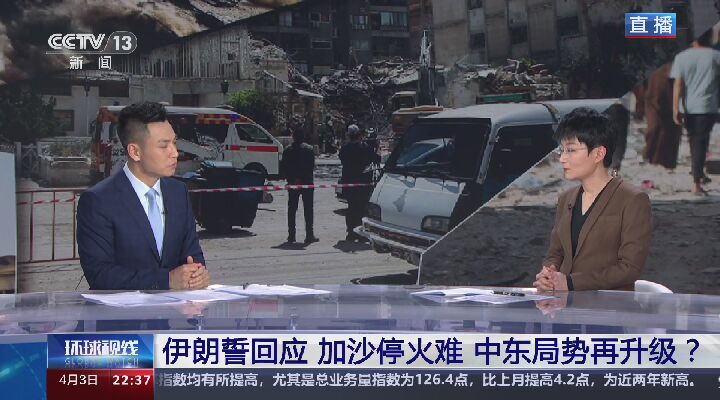 CCTV 13
新闻
直播
环球视线
伊朗誓回应 加沙停火难 中东局势再升级？
4月3日 22:37 指数均有所提高，尤其是总业务量指数为126.4点，比上月提高4.2点，为近两年新高。